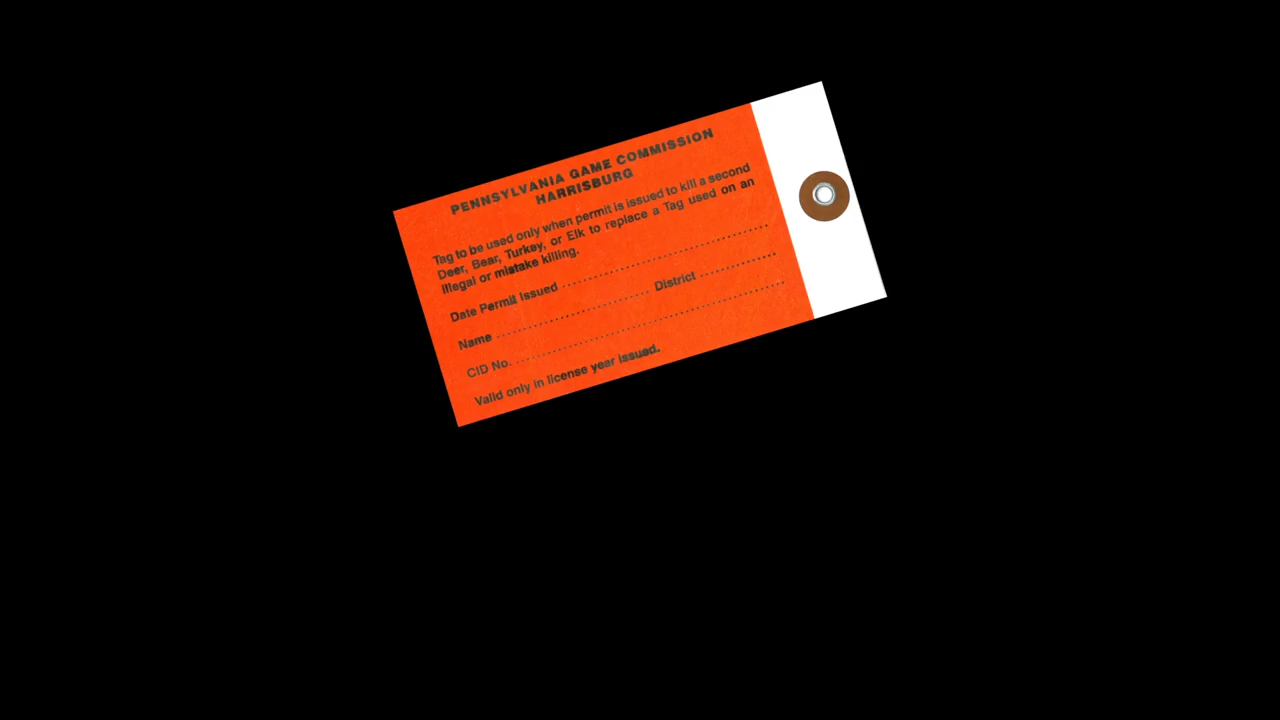 PENNSYLVANIA GAME COMMISSION
HARRISBURG
Tag to be used only when permit is issued to kill a second
Deer, Bear, Turkey, or Elk to replace a Tag used on an
illegal or mistake killing.
Date Permit Issued ..............................
Name ...................... District ...........
CID No. ........................................
Valid only in license year issued.